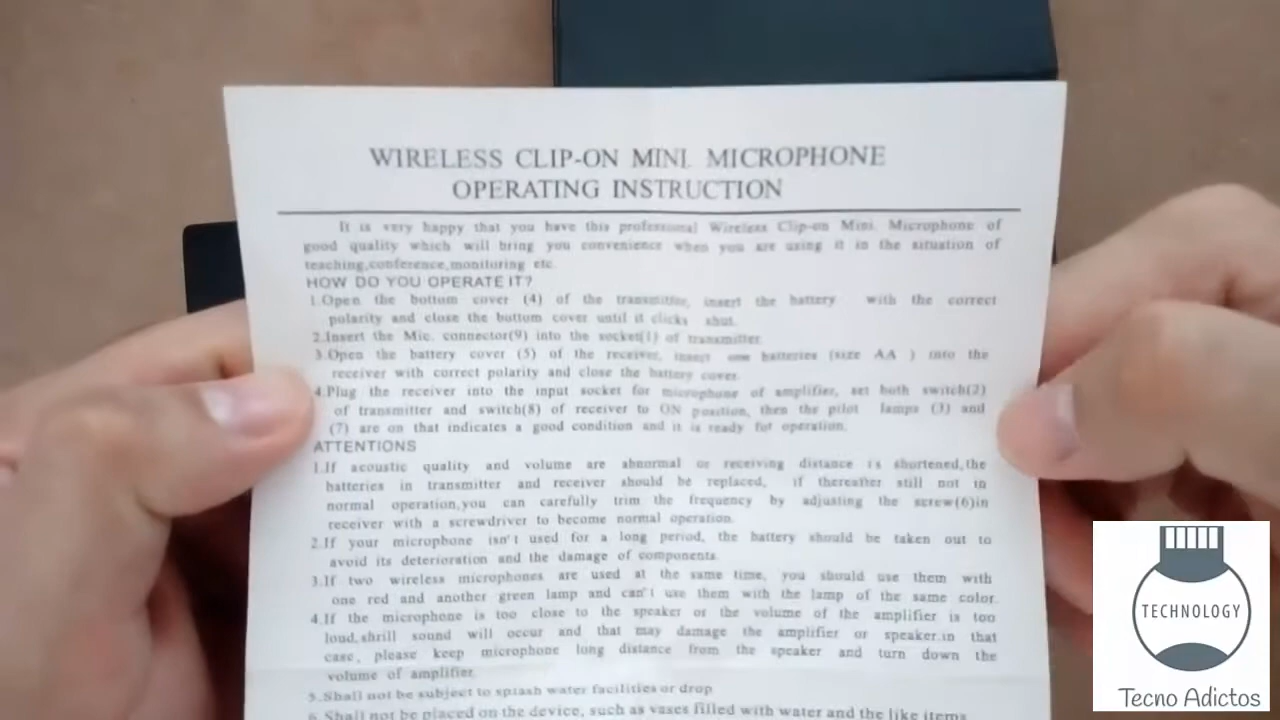 WIRELESS CLIP-ON MINI. MICROPHONE
OPERATING INSTRUCTION
It is very happy that you have this professional Wireless Clip-on Mini. Microphone of
good quality which will bring you convenience when you are using it in the situation of
teaching,conference,monitoring etc.
HOW DO YOU OPERATE IT?
1.Open the bottom cover (4) of the transmitter, insert the battery with the correct
polarity and close the bottom cover until it clicks shut.
2.Insert the Mic. connector(9) into the socket(1) of transmitter.
3.Open the battery cover (5) of the receiver, insert one batteries (size AA ) into the
receiver with correct polarity and close the battery cover.
4.Plug the receiver into the input socket for microphone of amplifier, set both switch(2)
of transmitter and switch(8) of receiver to ON position, then the pilot lamps (3) and
(7) are on that indicates a good condition and it is ready for operation.
ATTENTIONS
1.If acoustic quality and volume are abnormal or receiving distance is shortened,the
batteries in transmitter and receiver should be replaced, if thereafter still not in
normal operation,you can carefully trim the frequency by adjusting the screw(6)in
receiver with a screwdriver to become normal operation.
2.If your microphone isn't used for a long period, the battery should be taken out to
avoid its deterioration and the damage of components.
3.If two wireless microphones are used at the same time, you should use them with
one red and another green lamp and can't use them with the lamp of the same color.
4.If the microphone is too close to the speaker or the volume of the amplifier is too
loud,shrill sound will occur and that may damage the amplifier or speaker.in that
case, please keep microphone long distance from the speaker and turn down the
volume of amplifier.
5.Shall not be subject to splash water facilities or drop
6.Shall not be placed on the device, such as vases filled with water and the like items
TECHNOLOGY
Tecno Adictos